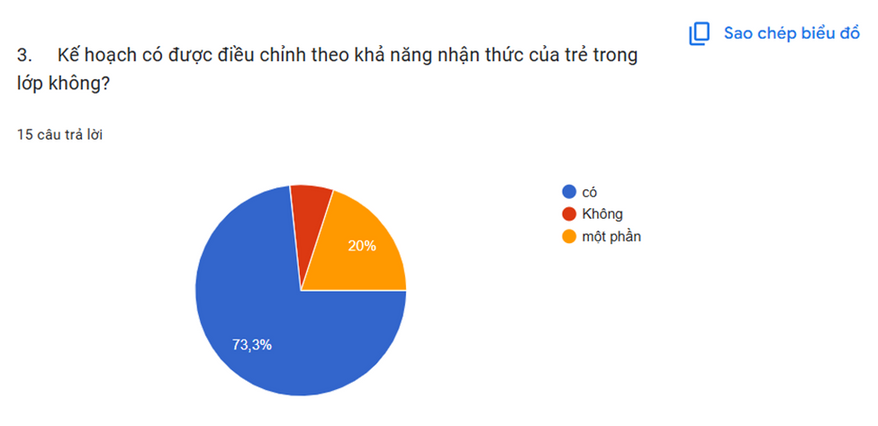 Sao chép biểu đồ
3. Kế hoạch có được điều chỉnh theo khả năng nhận thức của trẻ trong
lớp không?
15 câu trả lời
có
Không
một phần
20%
73,3%